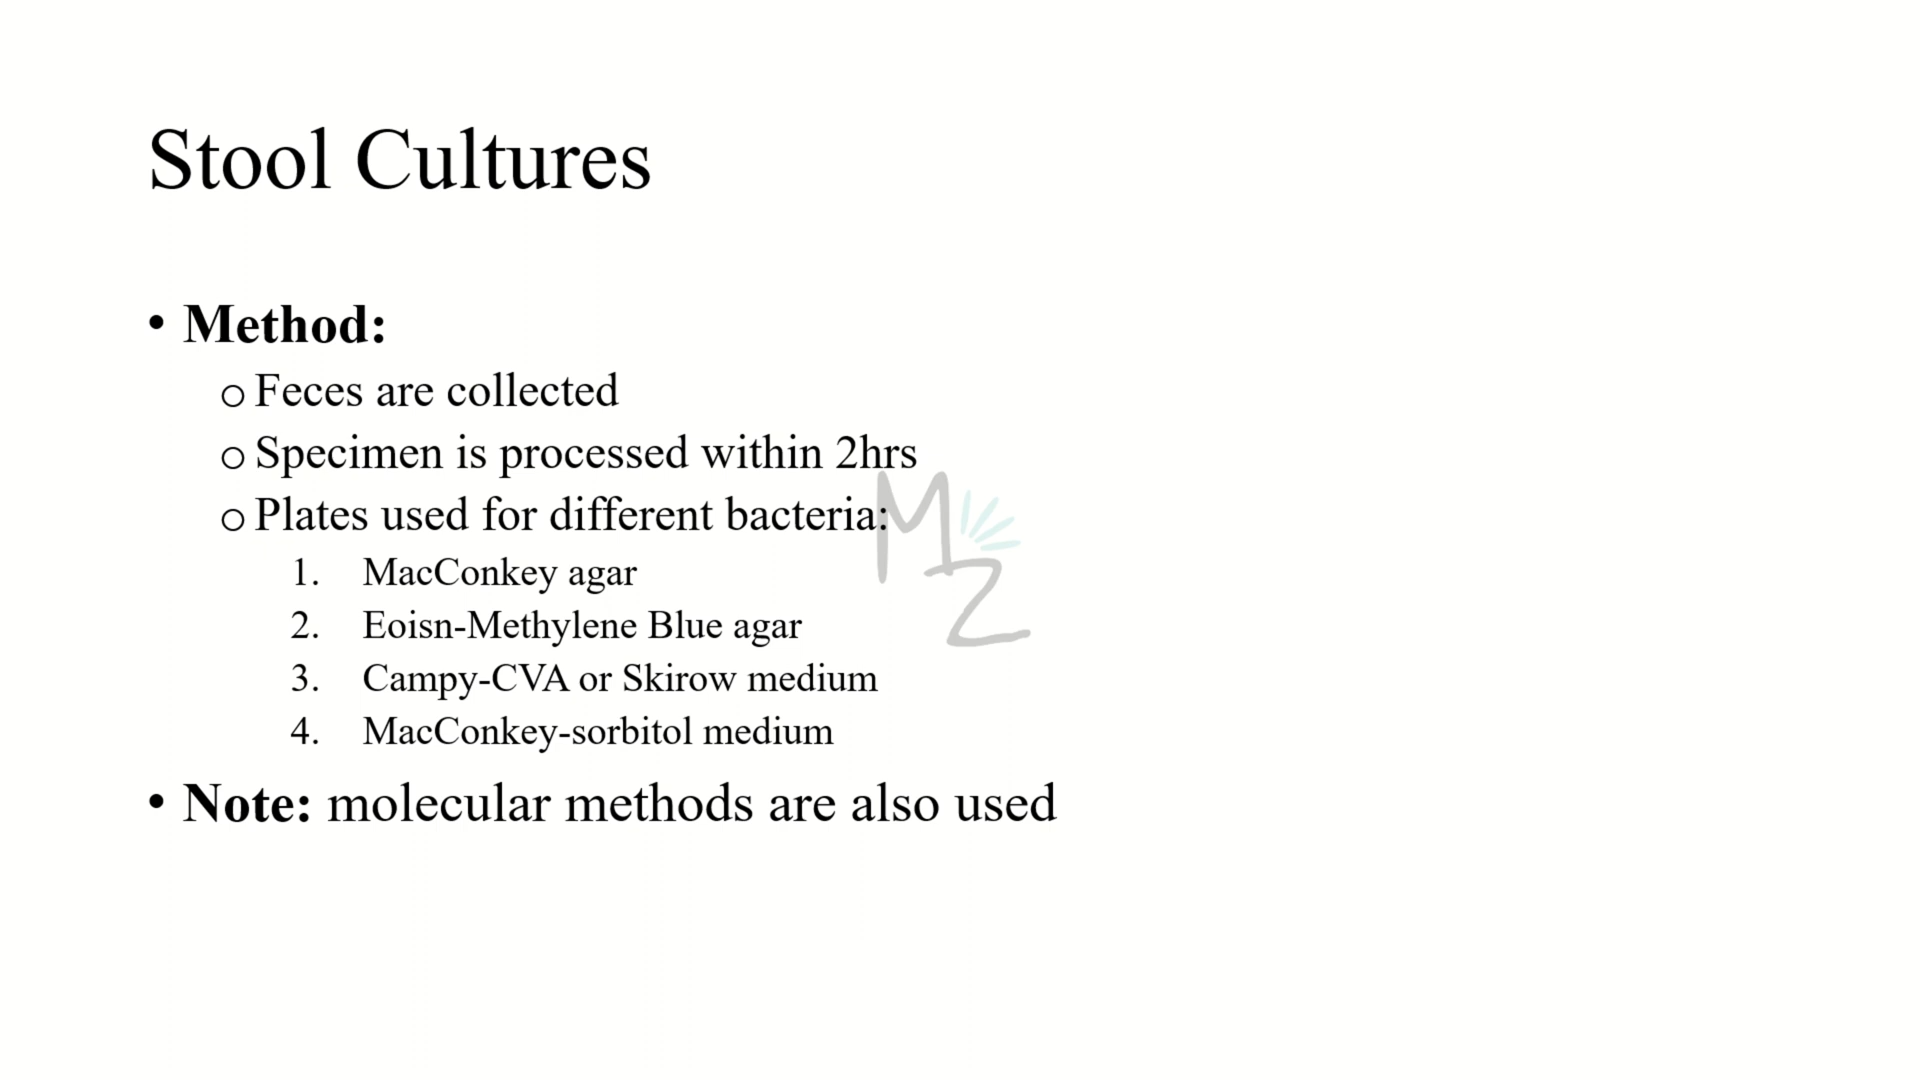 Stool Cultures
• Method:
o Feces are collected
o Specimen is processed within 2hrs
o Plates used for different bacteria:
1. MacConkey agar
2. Eoisn-Methylene Blue agar
3. Campy-CVA or Skirow medium
4. MacConkey-sorbitol medium
• Note: molecular methods are also used
MZ